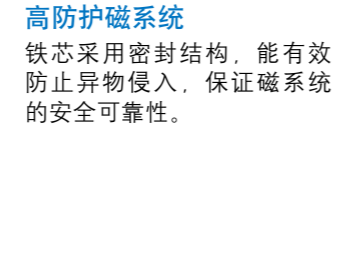 高防护磁系统
铁芯采用密封结构，能有效
防止异物侵入，保证磁系统
的安全可靠性。